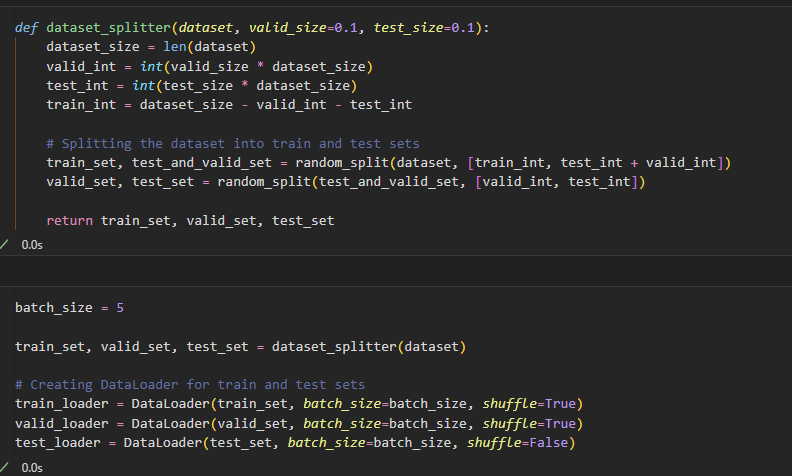 def dataset_splitter(dataset, valid_size=0.1, test_size=0.1):
    dataset_size = len(dataset)
    valid_int = int(valid_size * dataset_size)
    test_int = int(test_size * dataset_size)
    train_int = dataset_size - valid_int - test_int

    # Splitting the dataset into train and test sets
    train_set, test_and_valid_set = random_split(dataset, [train_int, test_int + valid_int])
    valid_set, test_set = random_split(test_and_valid_set, [valid_int, test_int])

    return train_set, valid_set, test_set
✓ 0.0s
batch_size = 5

train_set, valid_set, test_set = dataset_splitter(dataset)

# Creating DataLoader for train and test sets
train_loader = DataLoader(train_set, batch_size=batch_size, shuffle=True)
valid_loader = DataLoader(valid_set, batch_size=batch_size, shuffle=True)
test_loader = DataLoader(test_set, batch_size=batch_size, shuffle=False)
✓ 0.0s